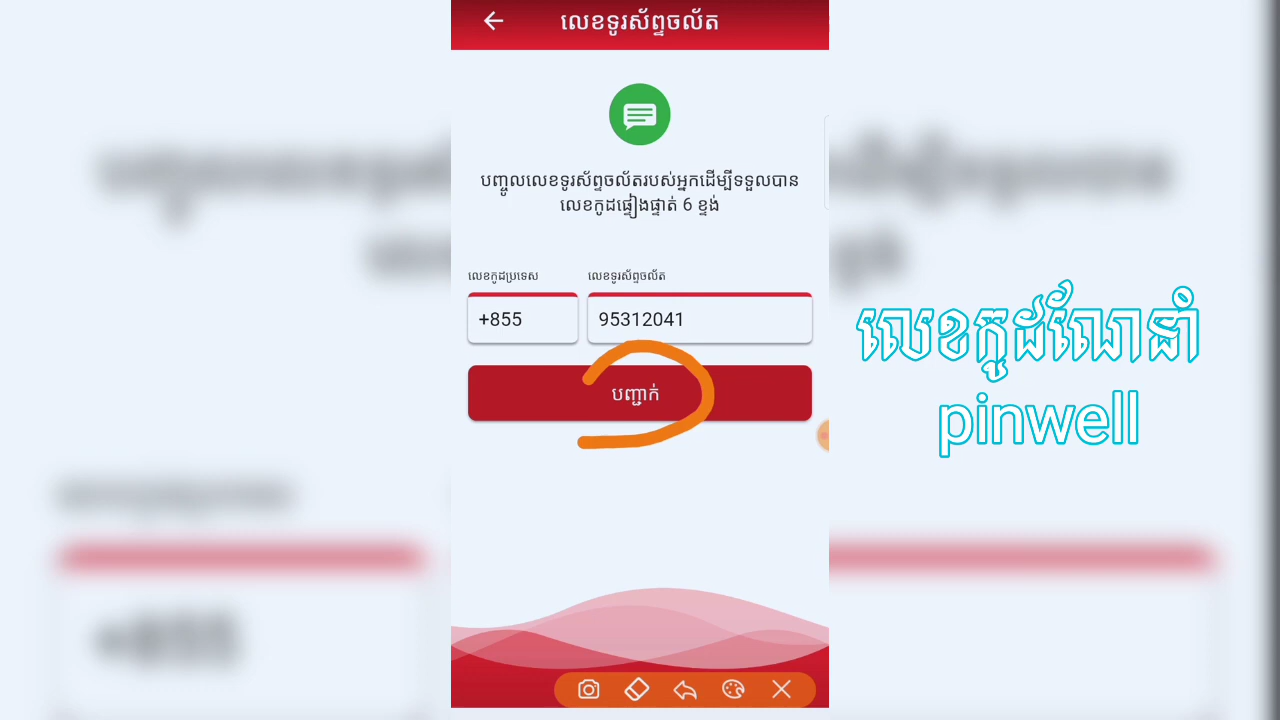 លេខទូរស័ព្ទចល័ត
បញ្ចូលលេខទូរស័ព្ទចល័តរបស់អ្នកដើម្បីទទួលបាន
លេខកូដផ្ទៀងផ្ទាត់ 6 ខ្ទង់
លេខកូដប្រទេស
លេខទូរស័ព្ទចល័ត
+855
95312041
បញ្ជាក់
លេខកូដណែនាំ
pinwell